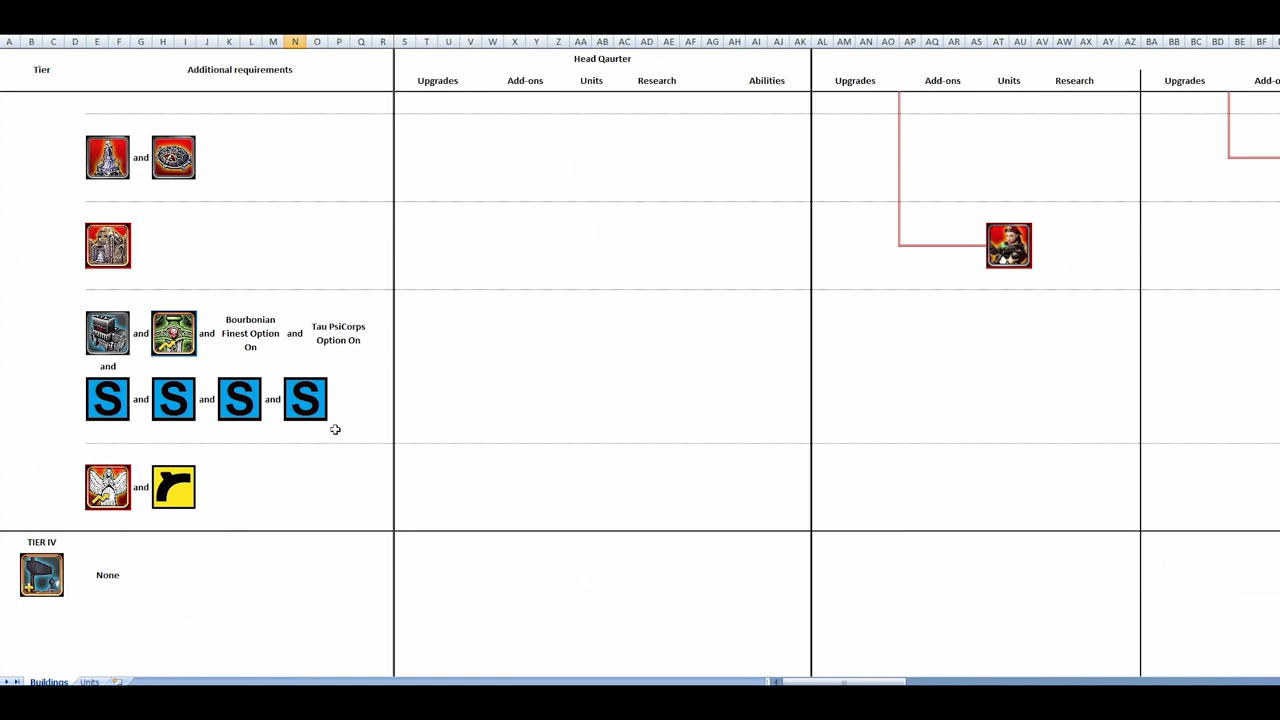 A B C D E F G H I J K L M N O P Q R S T U V W X Y Z AA AB AC AD AE AF AG AH AI AJ AK AL AM AN AO AP AQ AR AS AT AU AV AW AX AY AZ BA BB BC BD BE BF
Tier Additional requirements Head Qaurter
Upgrades Add-ons Units Research Abilities Upgrades Add-ons Units Research Upgrades Add-o
and
and and Bourbonian Finest Option On and Tau PsiCorps Option On
and
S and S and S and S
and
TIER IV
None
Buildings Units